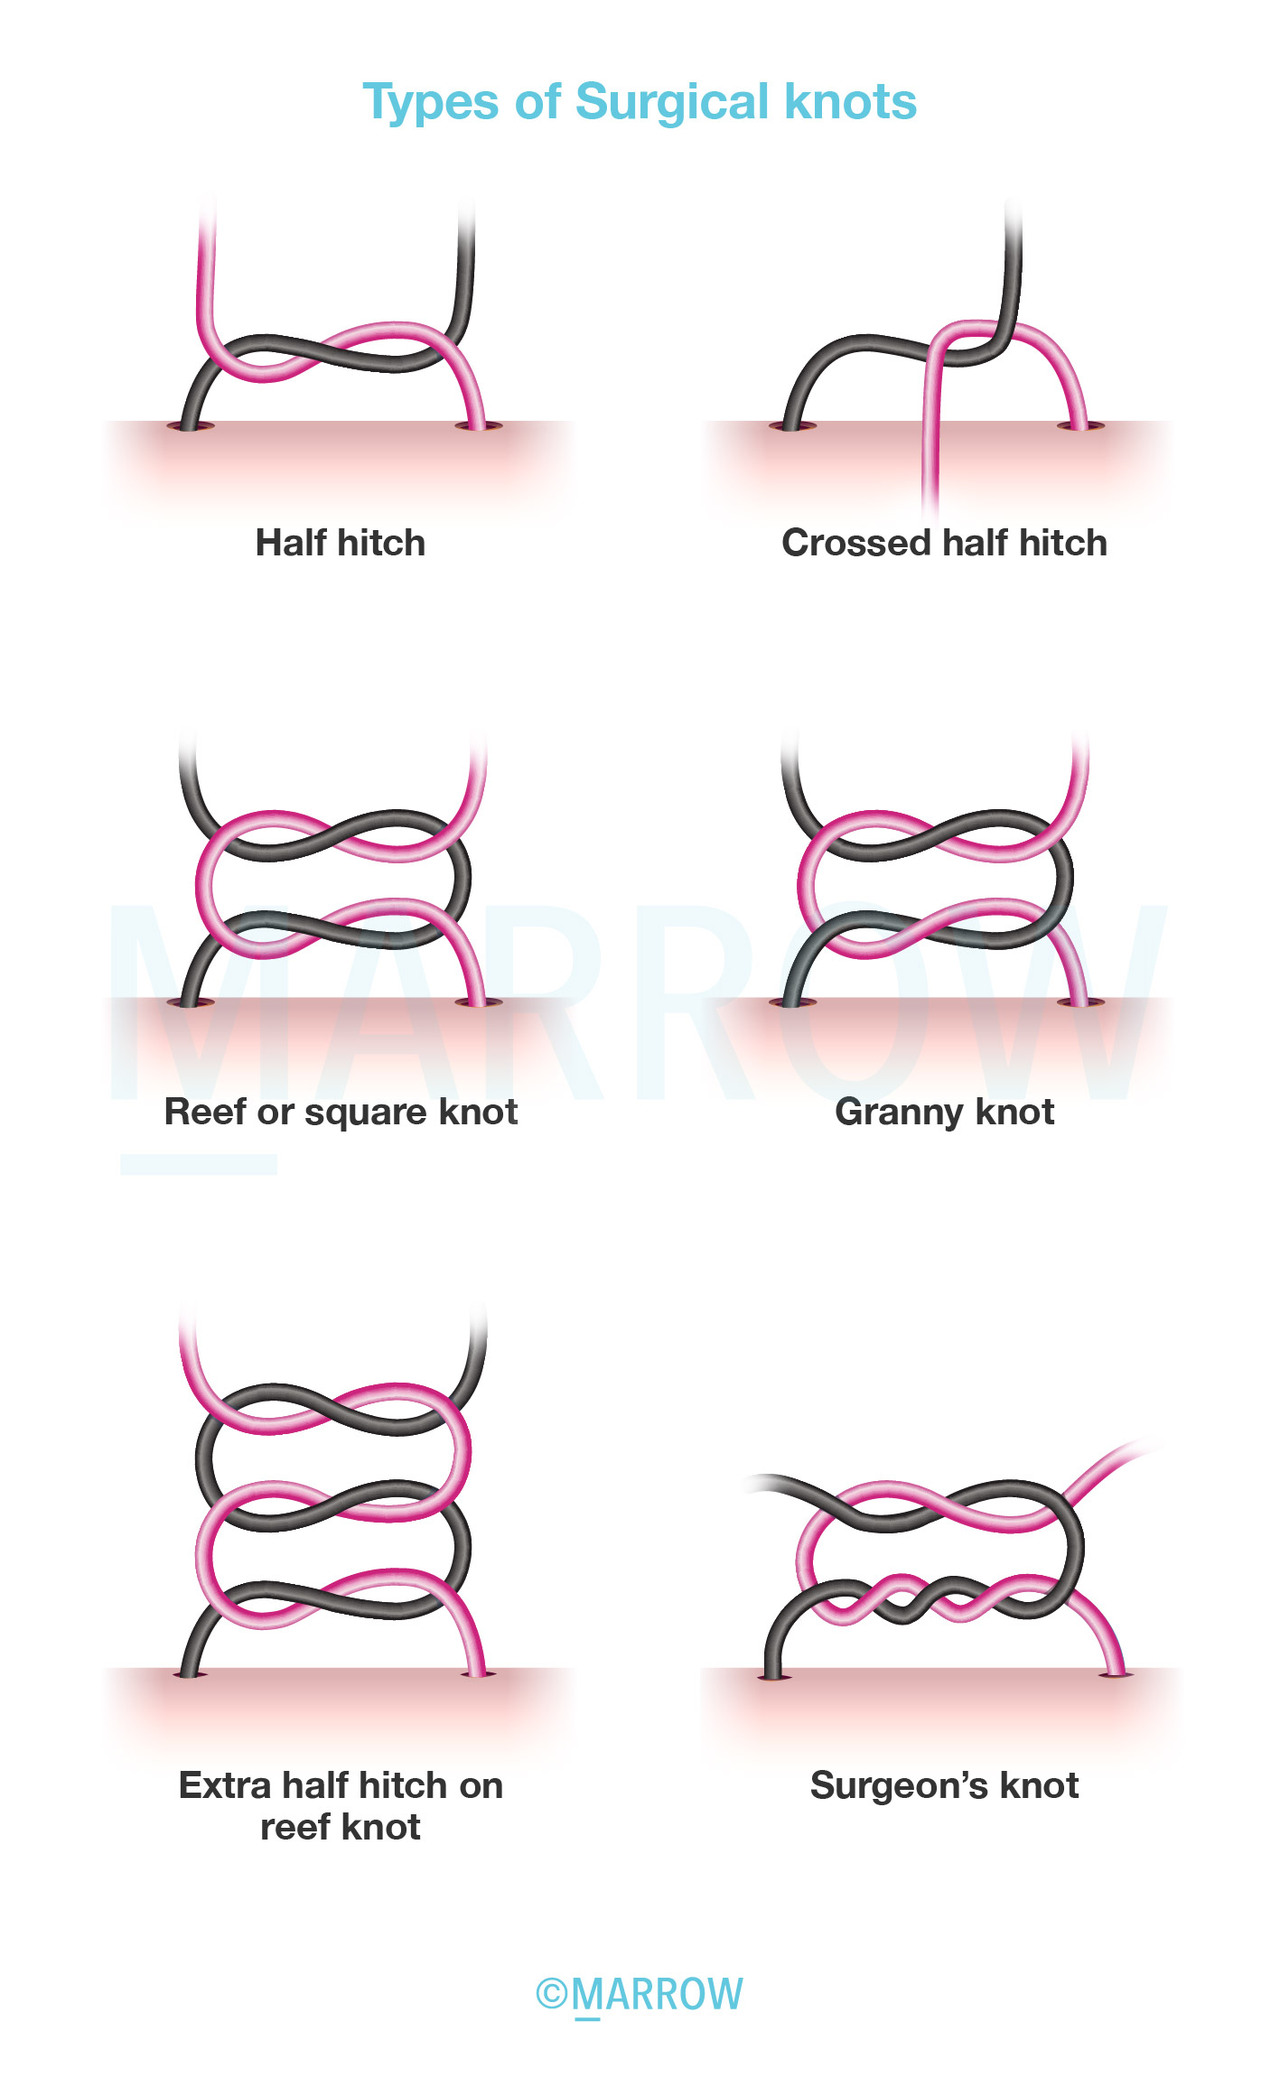 Types of Surgical knots
Half hitch
Crossed half hitch
MARROW
Reef or square knot
Granny knot
Extra half hitch on
reef knot
Surgeon’s knot
©MARROW